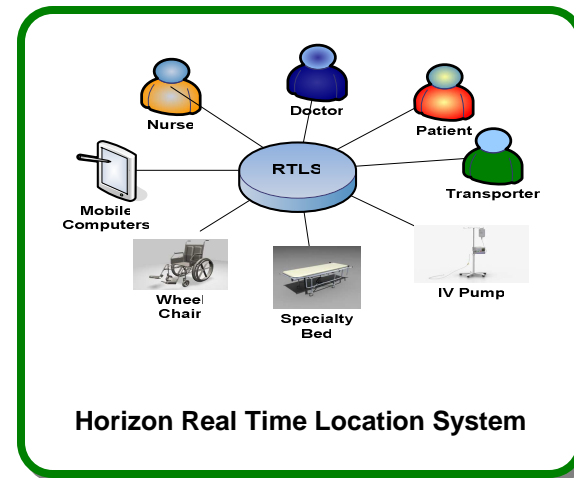 Nurse
Doctor
Patient
RTLS
Transporter
Mobile
Computers
Wheel
Chair
Specialty
Bed
IV Pump
Horizon Real Time Location System